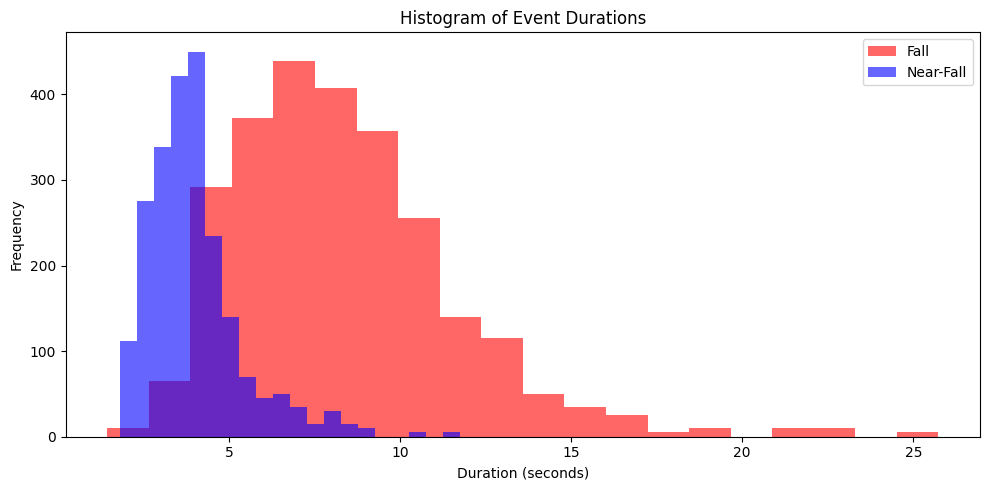 Histogram of Event Durations
Fall
Near-Fall
400
300
200
100
0
Frequency
5
10
15
20
25
Duration (seconds)